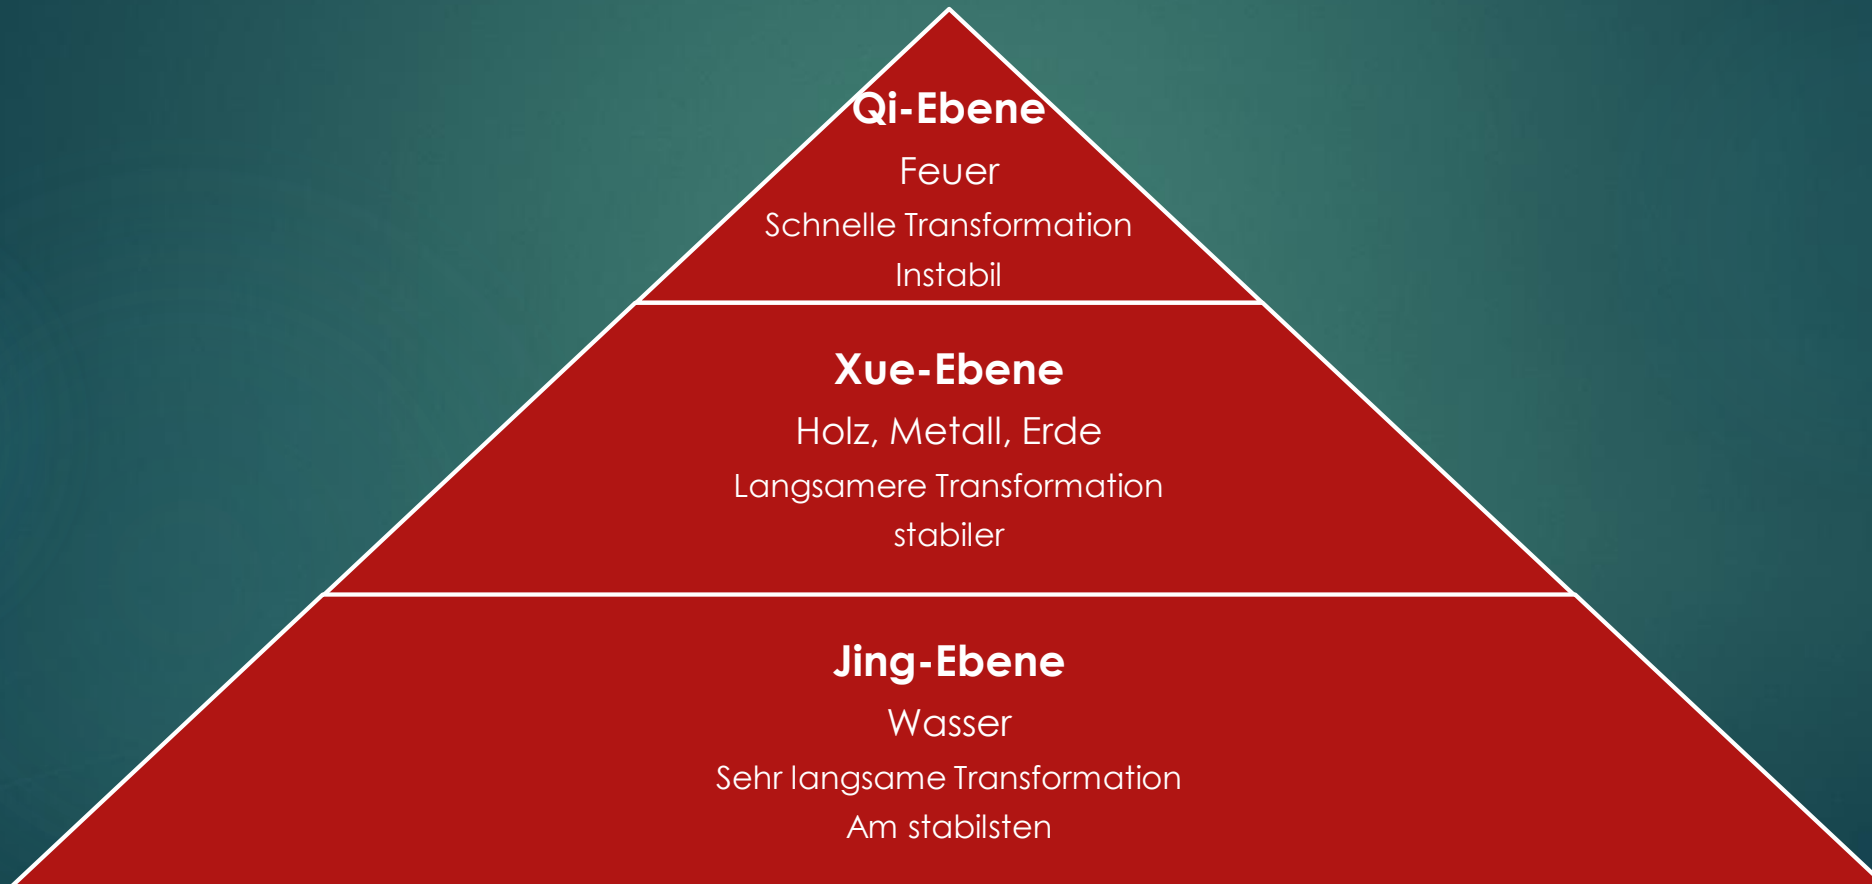 Qi-Ebene
Feuer
Schnelle Transformation
Instabil
Xue-Ebene
Holz, Metall, Erde
Langsamere Transformation
stabiler
Jing-Ebene
Wasser
Sehr langsame Transformation
Am stabilsten